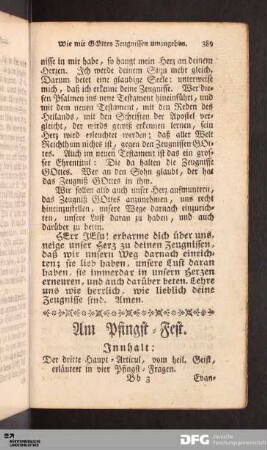 Wie mit GOttes Zeugnissen umzugehen. 389
nisse in mir habe, so hangt mein Herz an deinem
Herzen. Ich werde deinem Sinn mehr gleich.
Darum betet eine glaubige Seele: unterweise
mich, daß ich erkenne deine Zeugnisse. Wer die-
sen Psalmen ins neue Testament hineinführt, und
mit dem neuen Testament, mit den Reden des
Heilands, mit den Schriften der Apostel ver-
gleicht, der wirds gewiß erkennen lernen, sein
Herz wird erleuchtet werden; daß aller Welt
Reichthum nichts ist, gegen den Zeugnissen GOt-
tes. Auch im neuen Testament ist das ein gros-
ser Ehrentitul: Die da halten die Zeugnisse
GOttes. Wer an den Sohn glaubt, der hat
das Zeugniß GOttes in ihm.
Wir sollen also auch unser Herz aufmuntern,
das Zeugniß GOttes anzunehmen, uns recht
hineinzustellen, unsere Wege darnach einzurich-
ten, unsere Lust daran zu haben, und auch
darüber zu beten.
HErr JEsu! erbarme dich über uns,
neige unser Herz zu deinen Zeugnissen,
daß wir unsern Weg darnach einrich-
ten; sie lieb haben, unsere Lust daran
haben, sie immerdar in unsern Herzen
erneuren, und auch darüber beten. Lehre
uns wie herrlich, wie lieblich deine
Zeugnisse sind. Amen.
Am Pfingst-Fest.
Innhalt:
Der dritte Haupt-Articul, vom heil. Geist,
erläutert in vier Pfingst-Fragen.
Bb 3 Evan-
DFG